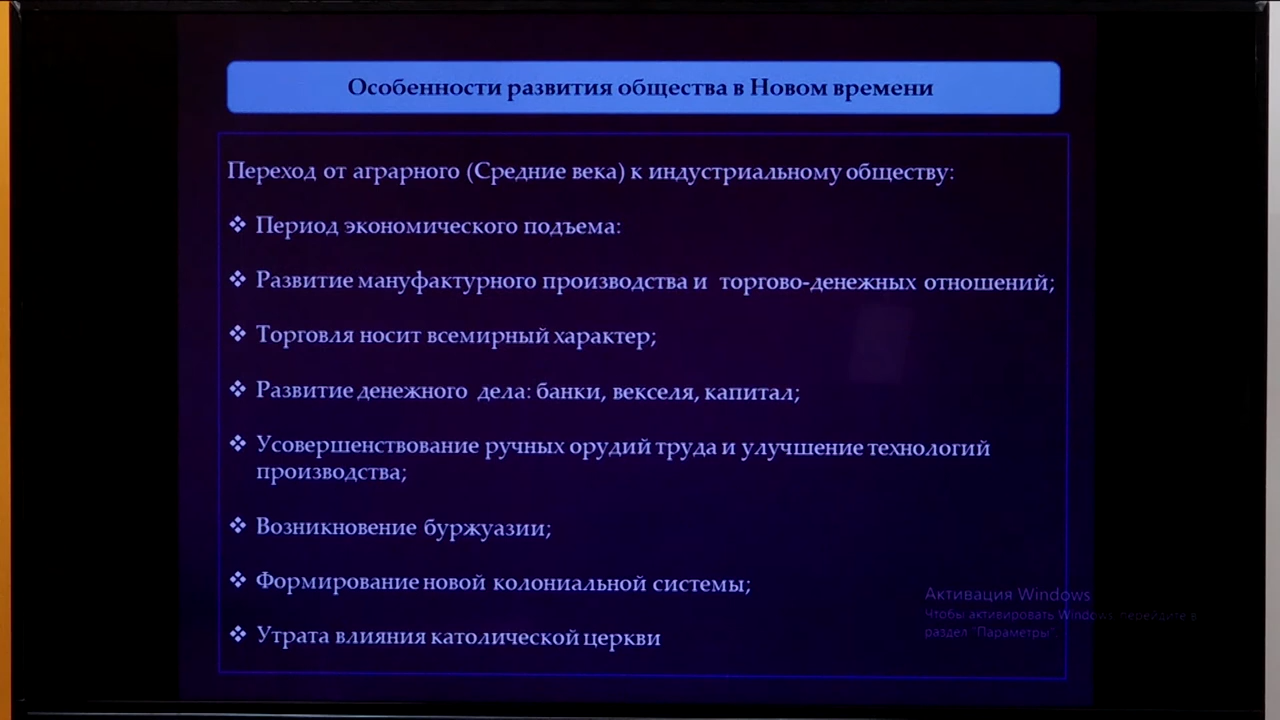 Особенности развития общества в Новом времени
Переход от аграрного (Средние века) к индустриальному обществу:
❖ Период экономического подъема:
❖ Развитие мануфактурного производства и торгово-денежных отношений;
❖ Торговля носит всемирный характер;
❖ Развитие денежного дела: банки, векселя, капитал;
❖ Усовершенствование ручных орудий труда и улучшение технологий
производства;
❖ Возникновение буржуазии;
❖ Формирование новой колониальной системы;
❖ Утрата влияния католической церкви
Активация Windows
Чтобы активировать Windows, перейдите в
раздел "Параметры".